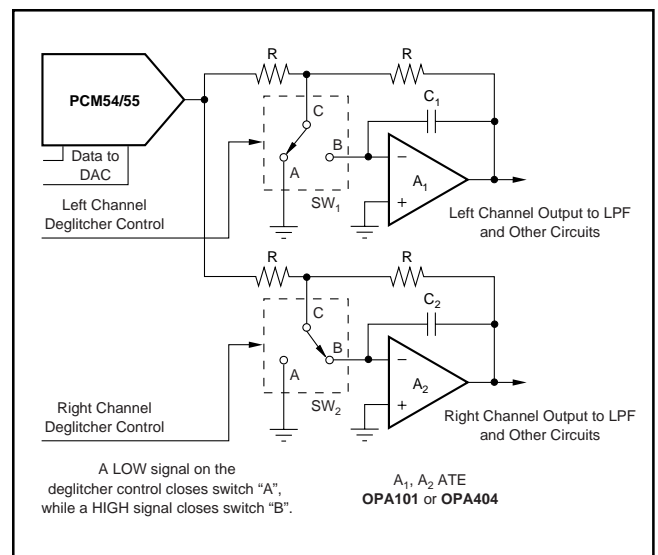 R
R
PCM54/55
C
C1
Data to
DAC
B
−
A
A1
SW1
+
Left Channel
Deglitcher Control
Left Channel Output to LPF
and Other Circuits
R
R
C
C2
B
−
A
A2
SW2
+
Right Channel
Deglitcher Control
Right Channel Output to LPF
and Other Circuits
A LOW signal on the
deglitcher control closes switch “A”,
while a HIGH signal closes switch “B”.
A1, A2 ATE
OPA101 or OPA404